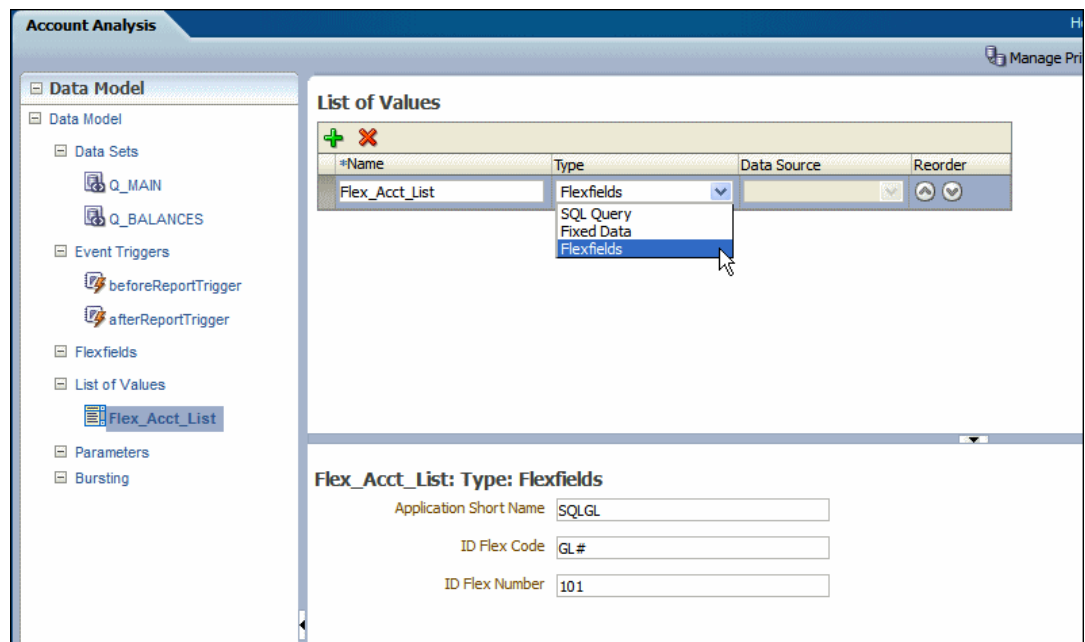 Account Analysis
Manage Pri
Data Model
Data Model
Data Sets
Q_MAIN
Q_BALANCES
Event Triggers
beforeReportTrigger
afterReportTrigger
Flexfields
List of Values
Flex_Acct_List
Parameters
Bursting
List of Values
*Name Type Data Source Reorder
Flex_Acct_List Flexfields
SQL Query
Fixed Data
Flexfields
Flex_Acct_List: Type: Flexfields
Application Short Name SQLGL
ID Flex Code GL#
ID Flex Number 101